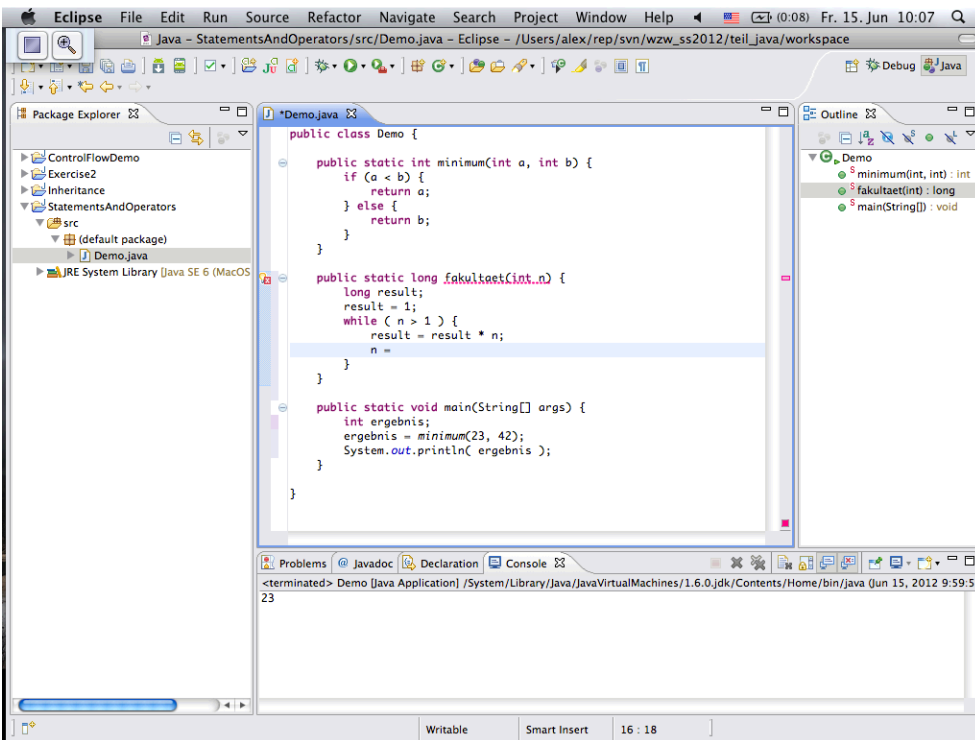 Eclipse File Edit Run Source Refactor Navigate Search Project Window Help (0:08) Fr. 15. Jun 10:07
Java – StatementsAndOperators/src/Demo.java – Eclipse – /Users/alex/rep/svn/wzw_ss2012/teil_java/workspace
Debug Java
Package Explorer
ControlFlowDemo
Exercise2
Inheritance
StatementsAndOperators
src
(default package)
Demo.java
JRE System Library [Java SE 6 (MacOS
*Demo.java
public class Demo {
public static int minimum(int a, int b) {
if (a < b) {
return a;
} else {
return b;
}
}
public static long fakultaet(int n) {
long result;
result = 1;
while ( n > 1 ) {
result = result * n;
n =
}
}
public static void main(String[] args) {
int ergebnis;
ergebnis = minimum(23, 42);
System.out.println( ergebnis );
}
}
Outline
Demo
minimum(int, int) : int
fakultaet(int) : long
main(String[]) : void
Problems @ Javadoc Declaration Console
<terminated> Demo [Java Application] /System/Library/Java/JavaVirtualMachines/1.6.0.jdk/Contents/Home/bin/java (Jun 15, 2012 9:59:5
23
Writable Smart Insert 16 : 18